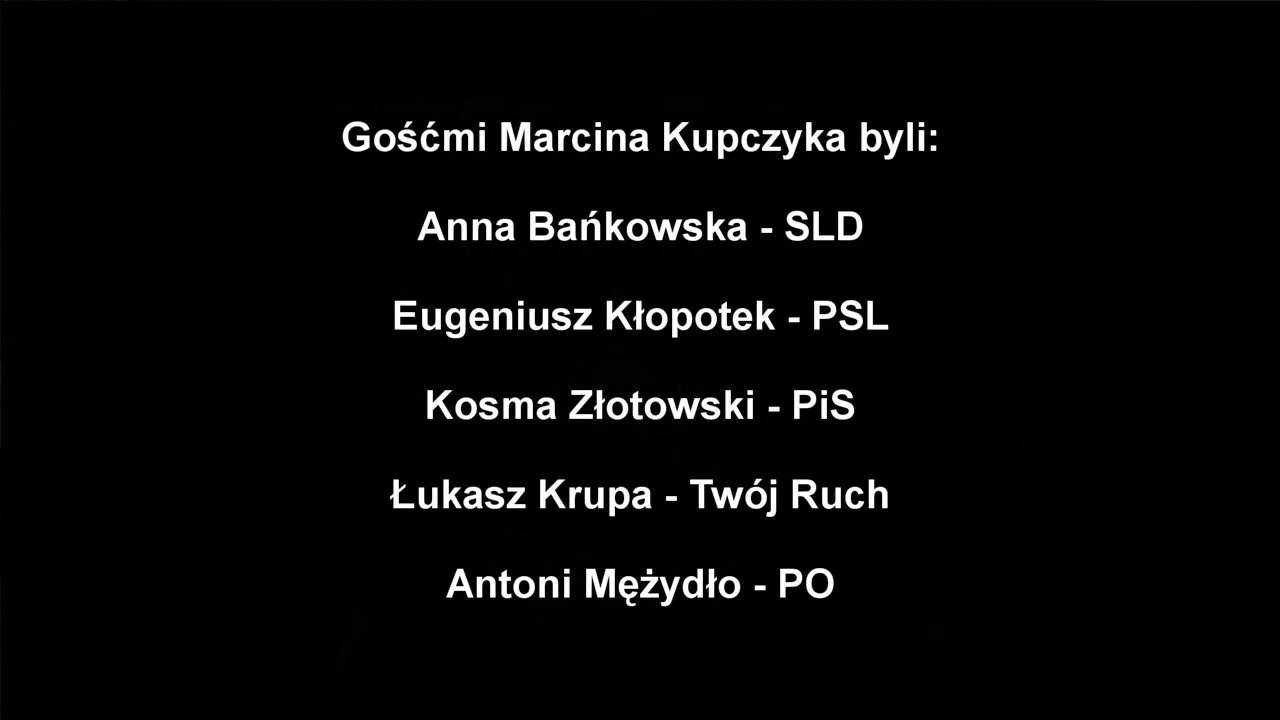 Gośćmi Marcina Kupczyka byli:
Anna Bańkowska - SLD
Eugeniusz Kłopotek - PSL
Kosma Złotowski - PiS
Łukasz Krupa - Twój Ruch
Antoni Mężydło - PO